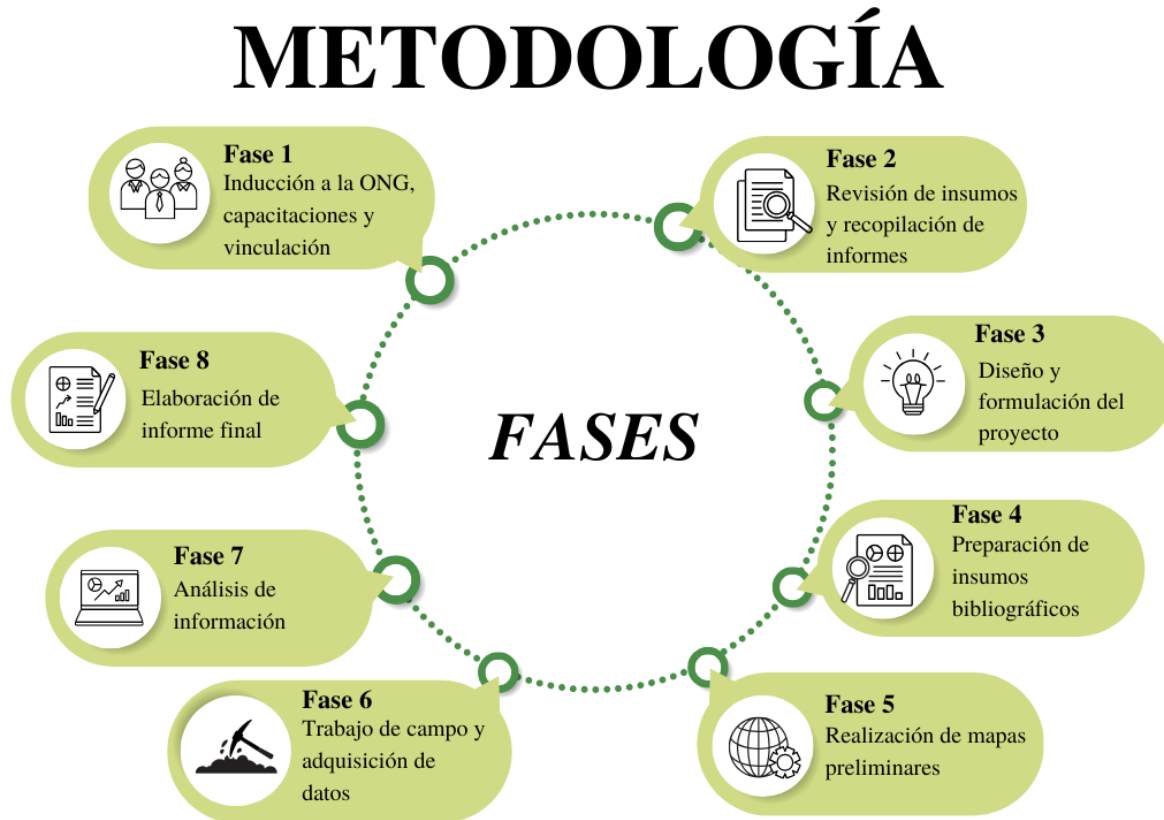 METODOLOGÍA
Fase 1
Inducción a la ONG,
capacitaciones y
vinculación
Fase 2
Revisión de insumos
y recopilación de
informes
Fase 3
Diseño y
formulación del
proyecto
Fase 4
Preparación de
insumos
bibliográficos
Fase 5
Realización de mapas
preliminares
Fase 6
Trabajo de campo y
adquisición de
datos
Fase 7
Análisis de
información
Fase 8
Elaboración de
informe final
FASES